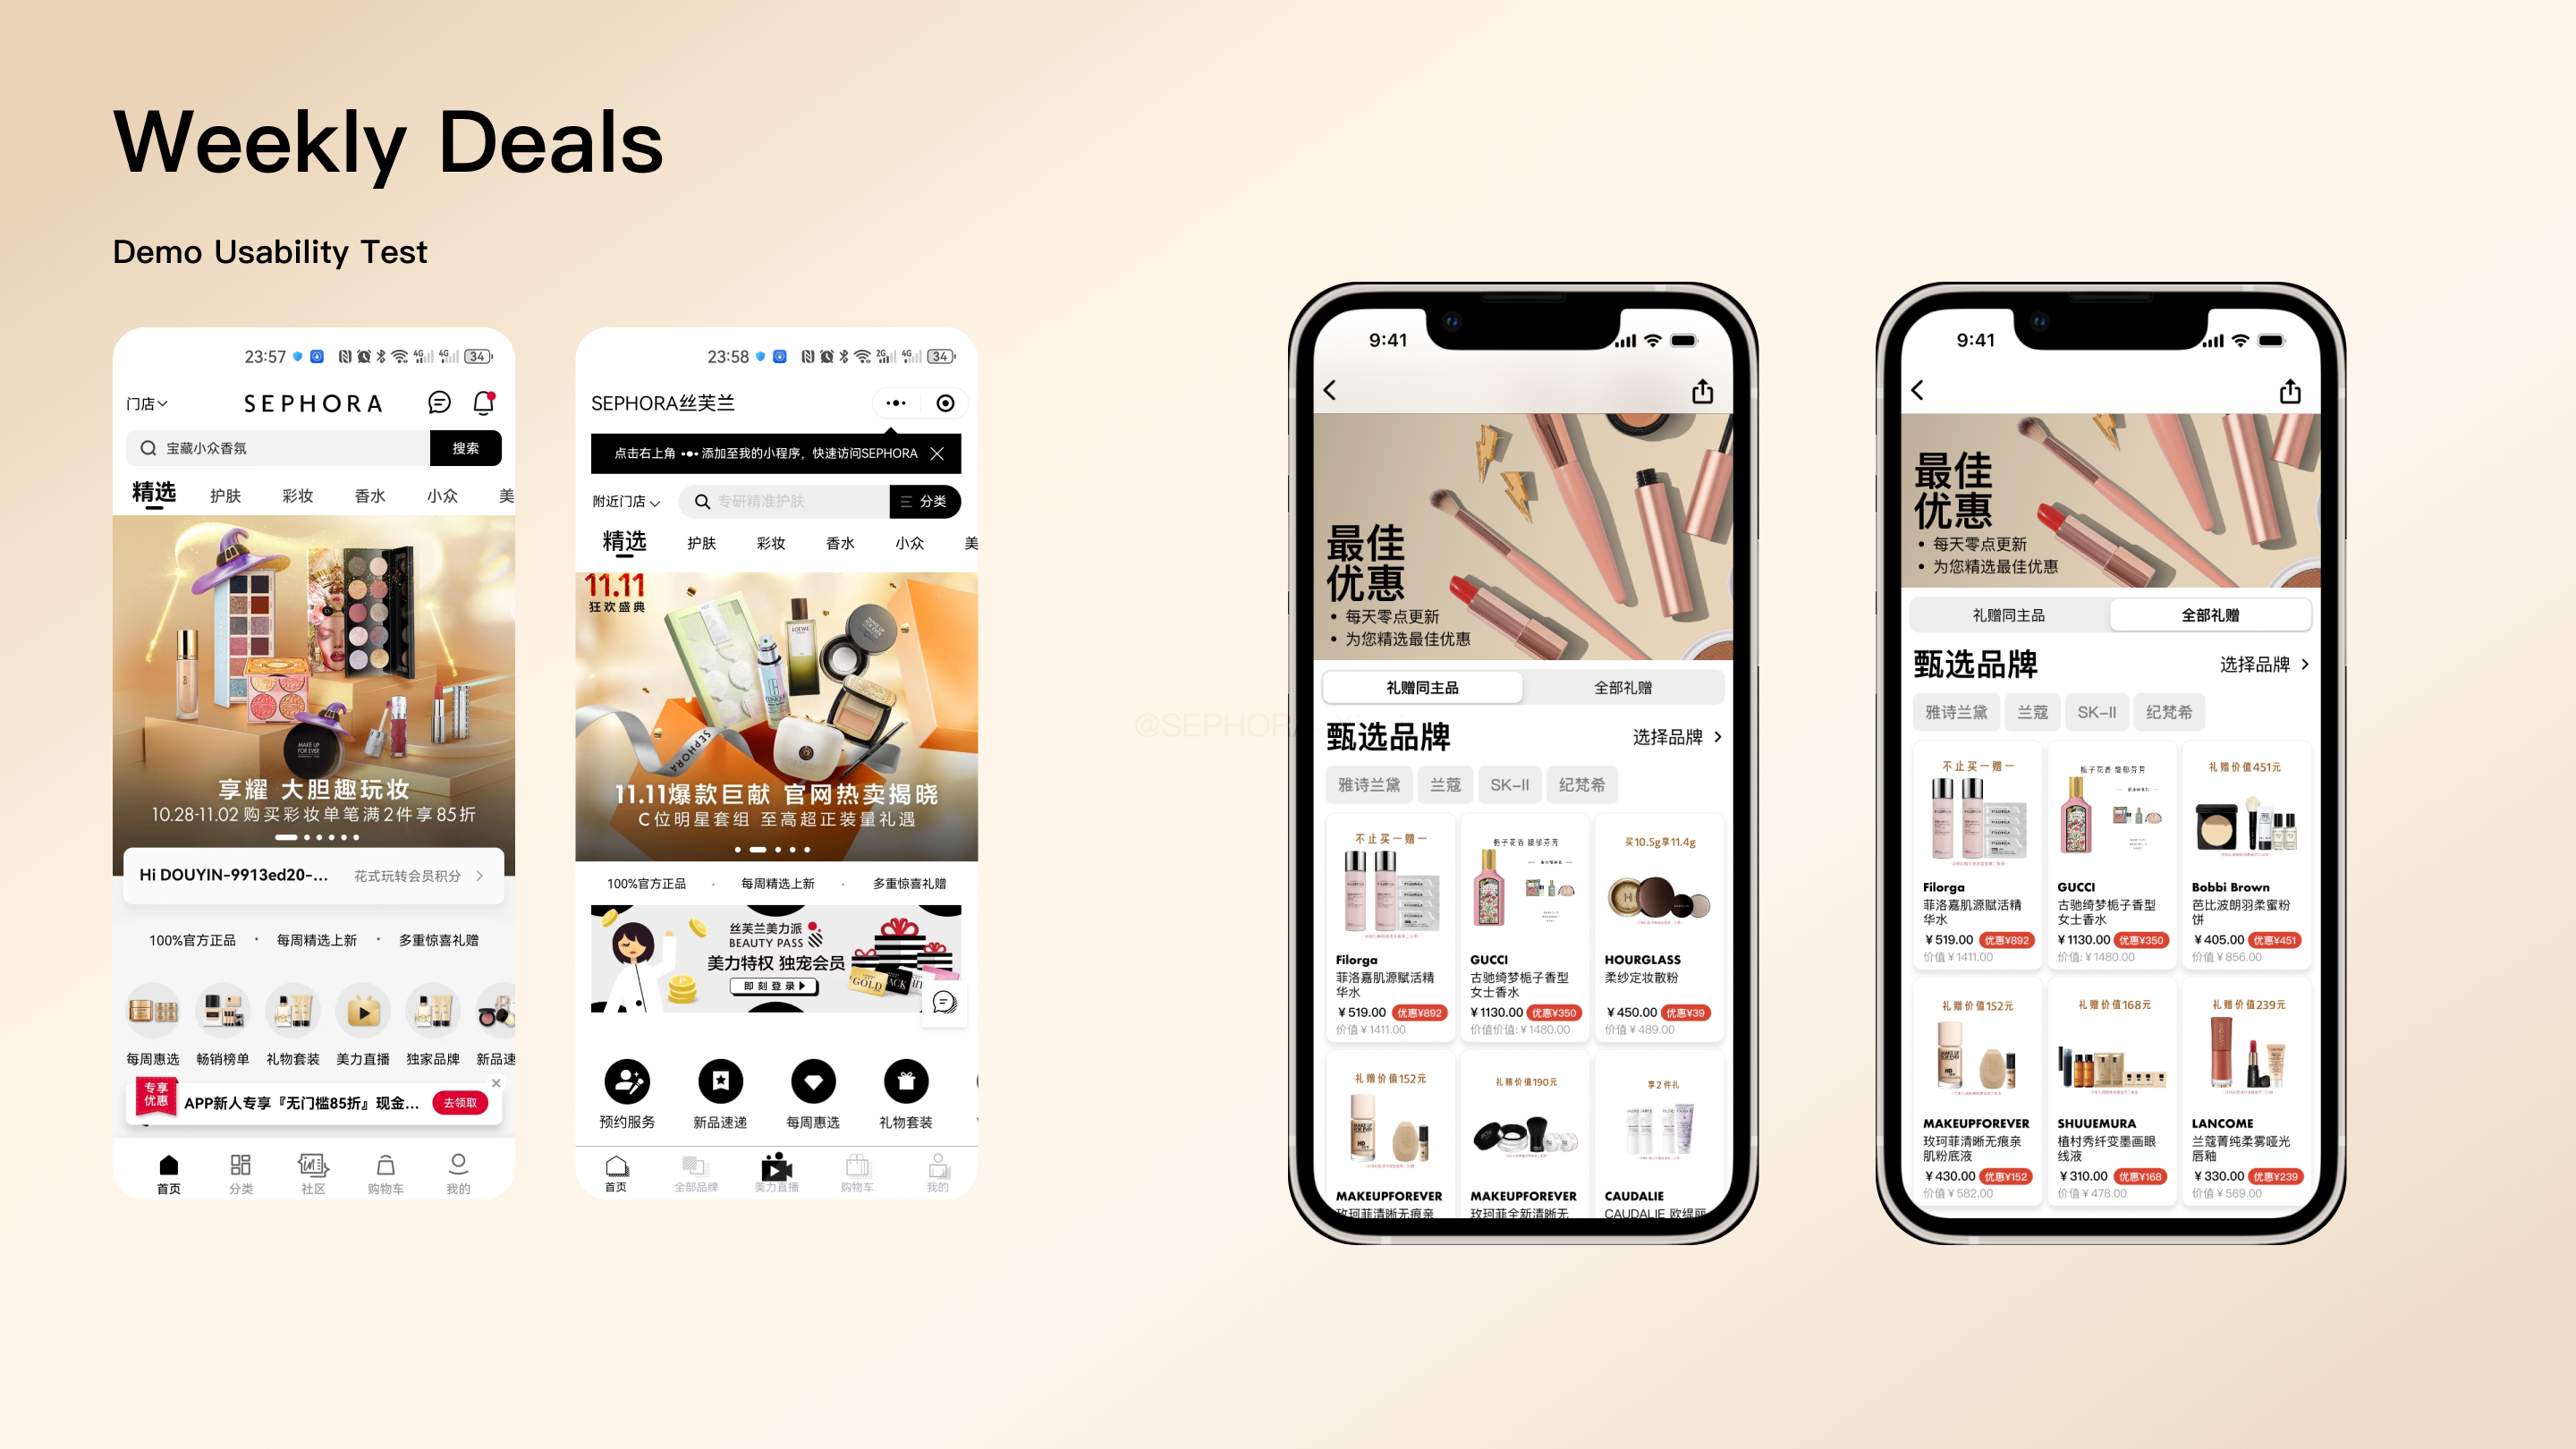 Weekly Deals
Demo Usability Test
23:57
34
门店
SEPHORA
宝藏小众香氛
搜索
精选 护肤 彩妆 香水 小众 美
享耀 大胆趣玩妆
10.28-11.02 购买彩妆单笔满2件享85折
Hi DOUYIN-9913ed20-...
花式玩转会员积分
100%官方正品 · 每周精选上新 · 多重惊喜礼赠
每周惠选 畅销榜单 礼物套装 美力直播 独家品牌 新品速
专享
优惠
APP新人专享『无门槛85折』现金...
去领取
首页 分类 社区 购物车 我的
23:58
34
SEPHORA丝芙兰
点击右上角 添加至我的小程序，快速访问SEPHORA
附近门店
专研精准护肤
分类
精选 护肤 彩妆 香水 小众 美
11.11
狂欢盛典
LOEWE
SEPHORA
11.11爆款巨献 官网热卖揭晓
C位明星套组 至高超正装量礼遇
100%官方正品 · 每周精选上新 · 多重惊喜礼赠
丝芙兰美力派
BEAUTY PASS
美力特权 独宠会员
即刻登录
GOLD
预约服务 新品速递 每周惠选 礼物套装
首页 全部品牌 美力直播 购物车 我的
@SEPHOR
9:41
最佳
优惠
• 每天零点更新
• 为您精选最佳优惠
礼赠同主品 全部礼赠
甄选品牌
选择品牌
雅诗兰黛 兰蔻 SK-II 纪梵希
不止买一赠一
Filorga
菲洛嘉肌源赋活精
华水
¥519.00 优惠¥892
价值¥1411.00
栀子花香 馥郁芬芳
GUCCI
古驰绮梦栀子香型
女士香水
¥1130.00 优惠¥350
价值价值:¥1480.00
买10.5g享11.4g
HOURGLASS
柔纱定妆散粉
¥450.00 优惠¥39
价值¥489.00
礼赠价值152元
MAKEUPFOREVER
玫珂菲清晰无痕亲
礼赠价值190元
MAKEUPFOREVER
玫珂菲全新清晰无
享2件礼
CAUDALIE
CAUDALIE 欧缇丽
9:41
最佳
优惠
• 每天零点更新
• 为您精选最佳优惠
礼赠同主品 全部礼赠
甄选品牌
选择品牌
雅诗兰黛 兰蔻 SK-II 纪梵希
不止买一赠一
Filorga
菲洛嘉肌源赋活精
华水
¥519.00 优惠¥892
价值¥1411.00
栀子花香 馥郁芬芳
GUCCI
古驰绮梦栀子香型
女士香水
¥1130.00 优惠¥350
价值:¥1480.00
礼赠价值451元
Bobbi Brown
芭比波朗羽柔蜜粉
饼
¥405.00 优惠¥451
价值¥856.00
礼赠价值152元
MAKEUPFOREVER
玫珂菲清晰无痕亲
肌粉底液
¥430.00 优惠¥152
价值¥582.00
礼赠价值168元
SHUUEMURA
植村秀纤变墨画眼
线液
¥310.00 优惠¥168
价值¥478.00
礼赠价值239元
LANCOME
兰蔻菁纯柔雾哑光
唇釉
¥330.00 优惠¥239
价值¥569.00